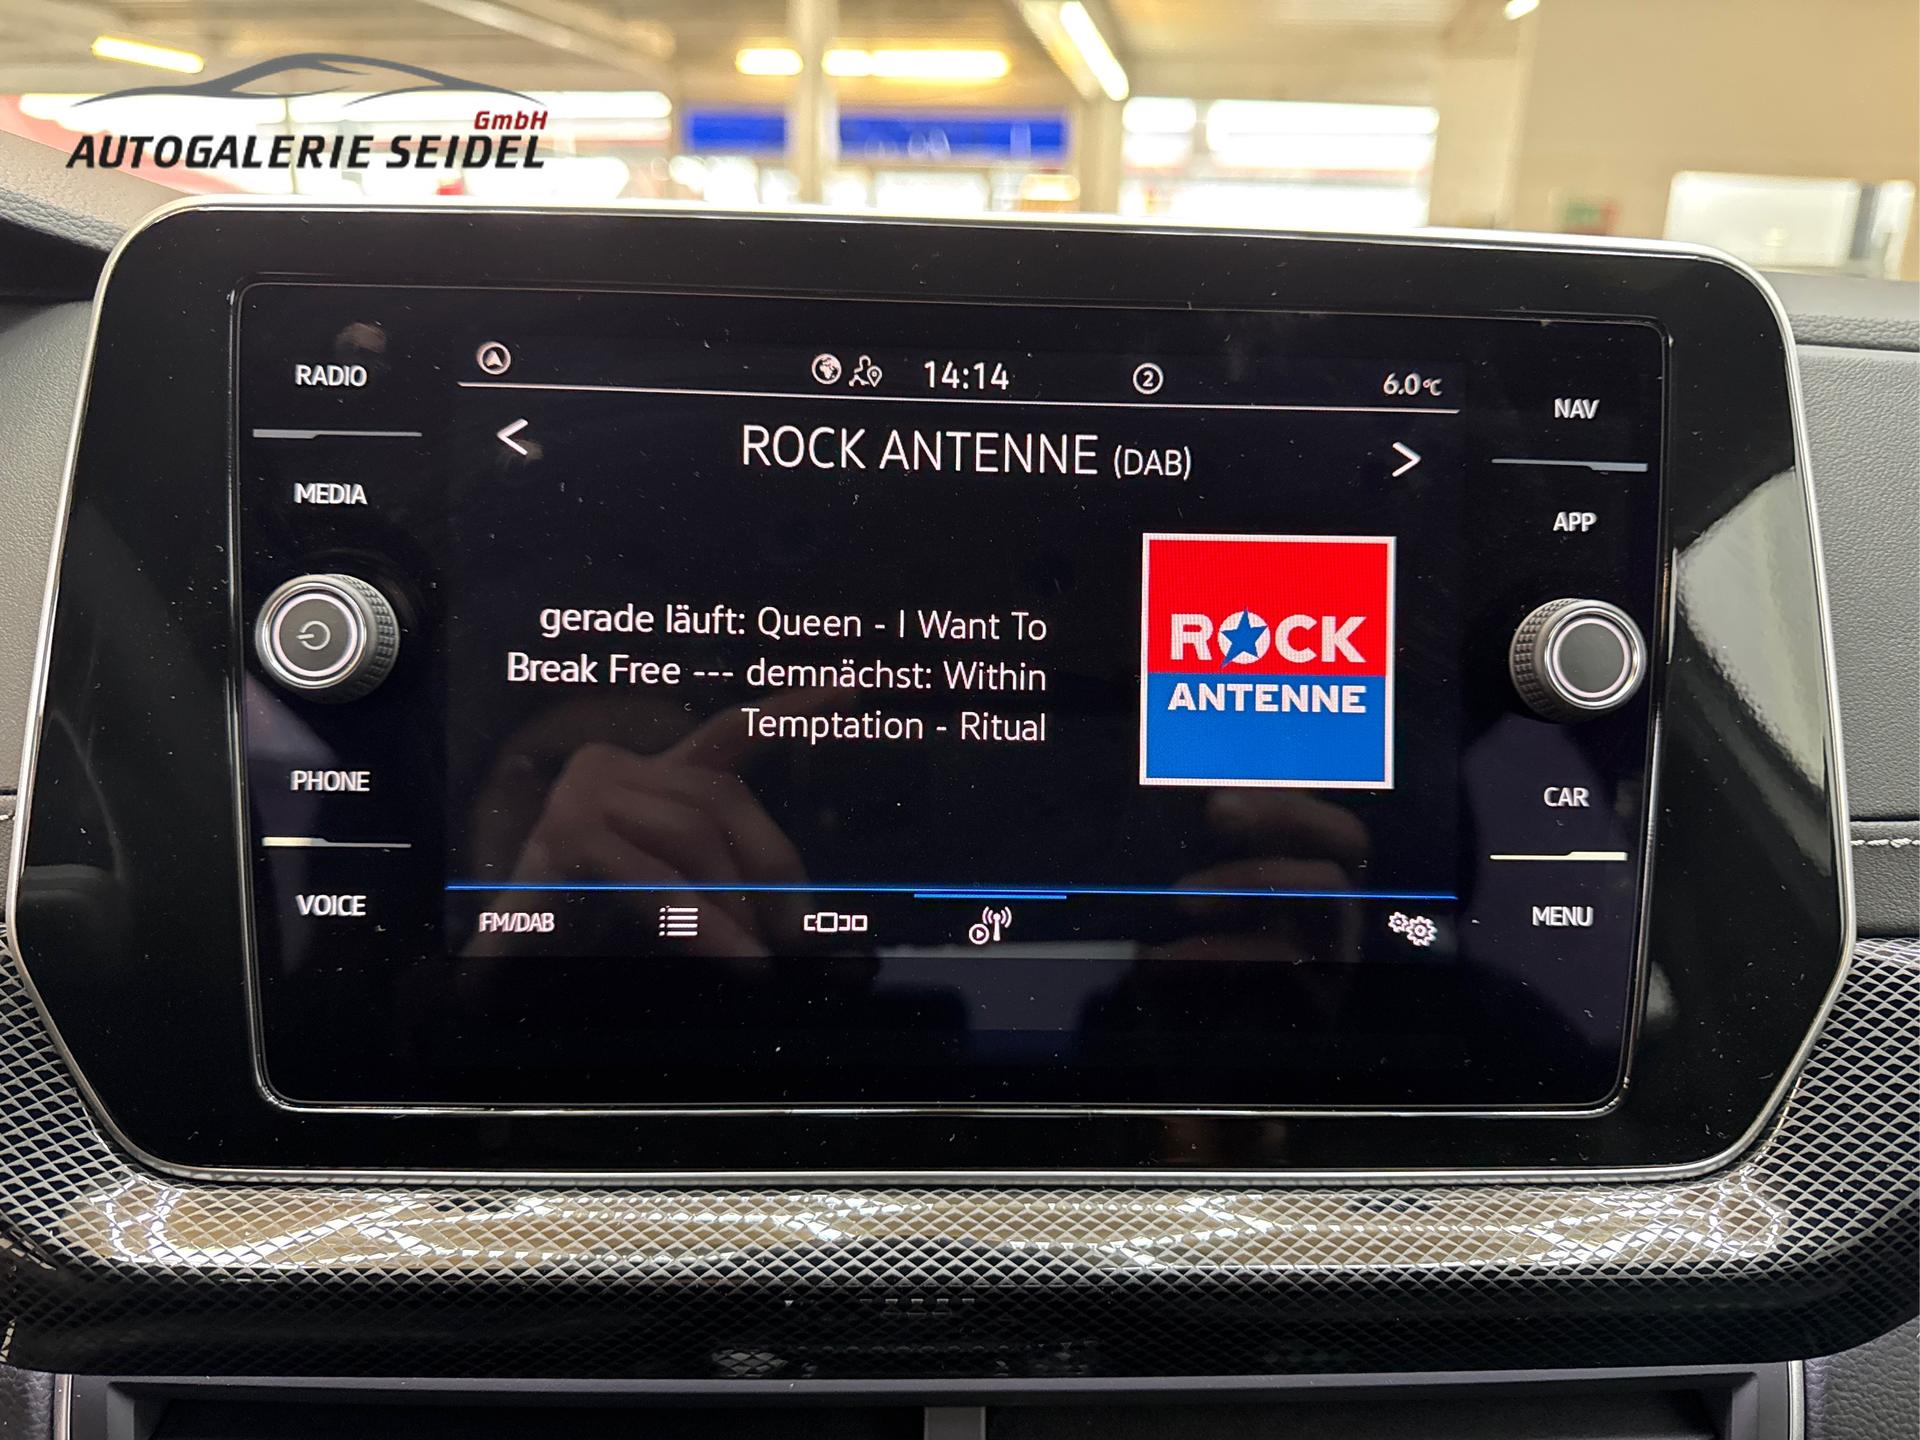 GmbH
AUTOGALERIE SEIDEL
RADIO
MEDIA
PHONE
VOICE
14:14
2
6.0°C
ROCK ANTENNE (DAB)
gerade läuft: Queen - I Want To
Break Free --- demnächst: Within
Temptation - Ritual
ROCK
ANTENNE
FM/DAB
NAV
APP
CAR
MENU